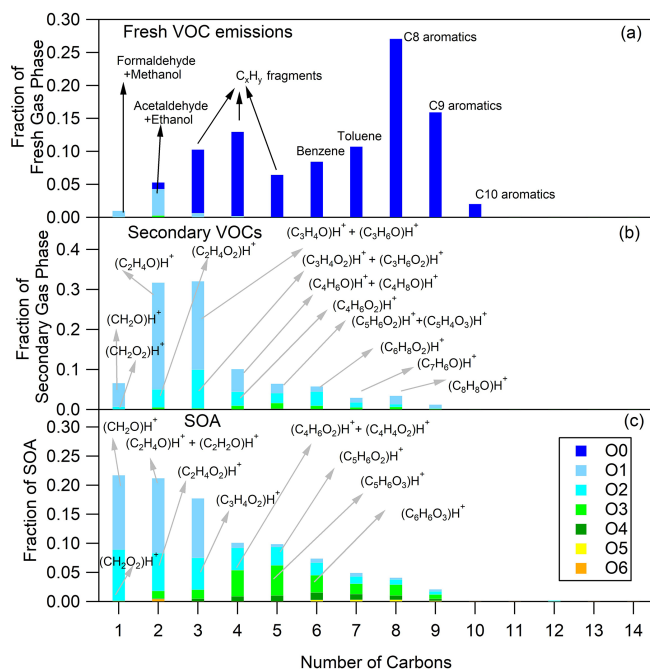 Fresh VOC emissions
(a)
C8 aromatics
Formaldehyde
+Methanol
CxHy fragments
Acetaldehyde
+Ethanol
Toluene
C9 aromatics
Benzene
C10 aromatics
0.30
0.25
0.20
0.15
0.10
0.05
0.00
Fraction of
Fresh Gas Phase
Secondary VOCs
(b)
(C3H4O)H+ + (C3H6O)H+
(C2H4O2)H+
(C2H4O)H+
(C3H4O2)H+ + (C3H6O2)H+
(C4H6O)H+ + (C4H8O)H+
(C4H6O2)H+
(CH2O)H+
(C5H6O2)H+ +(C5H4O3)H+
(CH2O2)H+
(C6H8O2)H+
(C7H6O)H+
(C8H8O)H+
0.4
0.3
0.2
0.1
0.0
Fraction of
Secondary Gas Phase
SOA
(c)
(CH2O)H+
(C2H4O)H+ + (C2H2O)H+
(C4H6O2)H+ + (C4H4O2)H+
(C2H4O2)H+
(C5H6O2)H+
(C3H4O2)H+
(C5H6O3)H+
(C6H6O3)H+
(CH2O2)H+
0.30
0.25
0.20
0.15
0.10
0.05
0.00
Fraction of SOA
O0
O1
O2
O3
O4
O5
O6
1 2 3 4 5 6 7 8 9 10 11 12 13 14
Number of Carbons